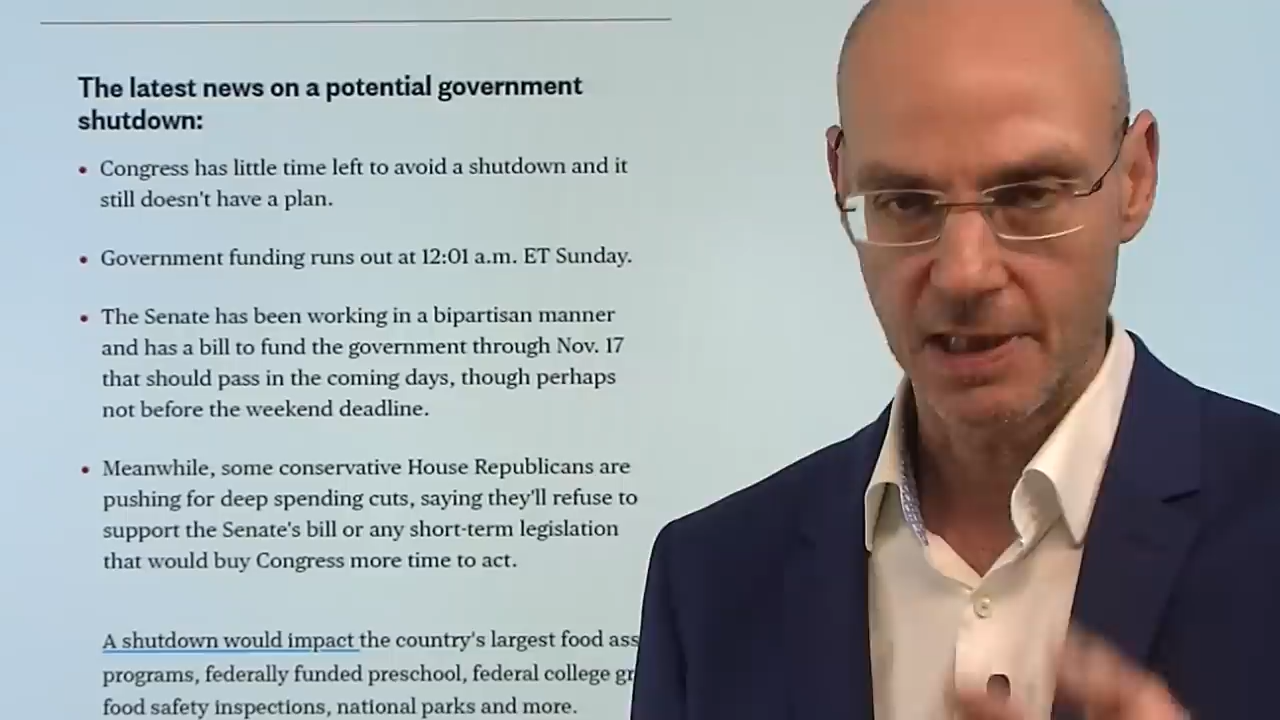 The latest news on a potential government
shutdown:
• Congress has little time left to avoid a shutdown and it
still doesn't have a plan.
• Government funding runs out at 12:01 a.m. ET Sunday.
• The Senate has been working in a bipartisan manner
and has a bill to fund the government through Nov. 17
that should pass in the coming days, though perhaps
not before the weekend deadline.
• Meanwhile, some conservative House Republicans are
pushing for deep spending cuts, saying they'll refuse to
support the Senate's bill or any short-term legislation
that would buy Congress more time to act.
A shutdown would impact the country's largest food ass
programs, federally funded preschool, federal college gr
food safety inspections, national parks and more.